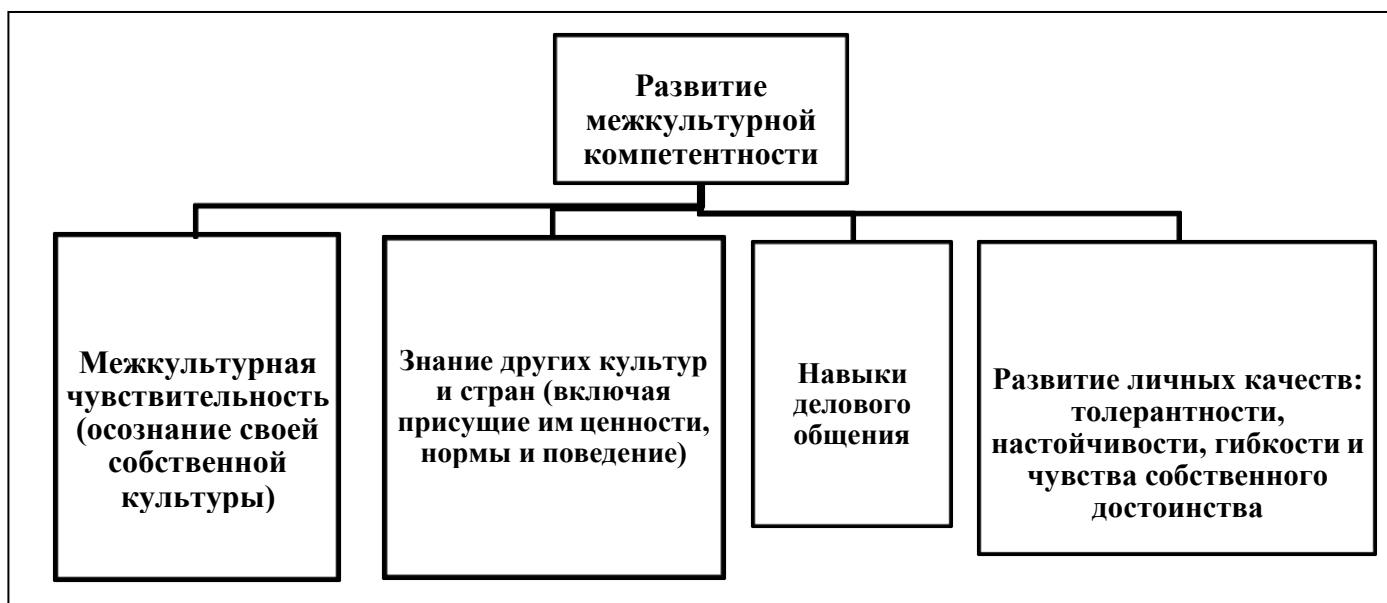 Развитие
межкультурной
компетентности
Межкультурная
чувствительность
(осознание своей
собственной
культуры)
Знание других культур
и стран (включая
присущие им ценности,
нормы и поведение)
Навыки
делового
общения
Развитие личных качеств:
толерантности,
настойчивости, гибкости и
чувства собственного
достоинства